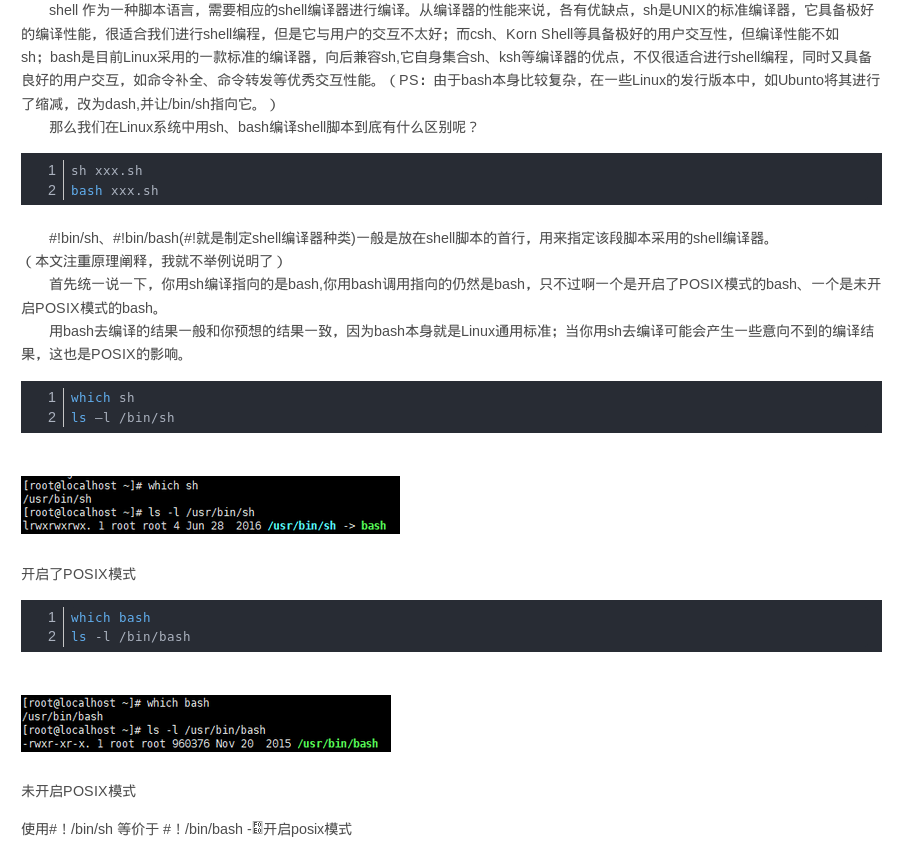 shell 作为一种脚本语言，需要相应的shell编译器进行编译。从编译器的性能来说，各有优缺点，sh是UNIX的标准编译器，它具备极好
的编译性能，很适合我们进行shell编程，但是它与用户的交互不太好；而csh、Korn Shell等具备极好的用户交互性，但编译性能不如
sh；bash是目前Linux采用的一款标准的编译器，向后兼容sh,它自身集合sh、ksh等编译器的优点，不仅很适合进行shell编程，同时又具备
良好的用户交互，如命令补全、命令转发等优秀交互性能。（PS：由于bash本身比较复杂，在一些Linux的发行版本中，如Ubunto将其进行
了缩减，改为dash,并让/bin/sh指向它。）
那么我们在Linux系统中用sh、bash编译shell脚本到底有什么区别呢？
1 sh xxx.sh
2 bash xxx.sh
#!bin/sh、#!bin/bash(#!就是制定shell编译器种类)一般是放在shell脚本的首行，用来指定该段脚本采用的shell编译器。
（本文注重原理阐释，我就不举例说明了）
首先统一说一下，你用sh编译指向的是bash,你用bash调用指向的仍然是bash，只不过啊一个是开启了POSIX模式的bash、一个是未开
启POSIX模式的bash。
用bash去编译的结果一般和你预想的结果一致，因为bash本身就是Linux通用标准；当你用sh去编译可能会产生一些意向不到的编译结
果，这也是POSIX的影响。
1 which sh
2 ls –l /bin/sh
[root@localhost ~]# which sh
/usr/bin/sh
[root@localhost ~]# ls -l /usr/bin/sh
lrwxrwxrwx. 1 root root 4 Jun 28  2016 /usr/bin/sh -> bash
开启了POSIX模式
1 which bash
2 ls -l /bin/bash
[root@localhost ~]# which bash
/usr/bin/bash
[root@localhost ~]# ls -l /usr/bin/bash
-rwxr-xr-x. 1 root root 960376 Nov 20  2015 /usr/bin/bash
未开启POSIX模式
使用#！/bin/sh 等价于 #！/bin/bash -开启posix模式